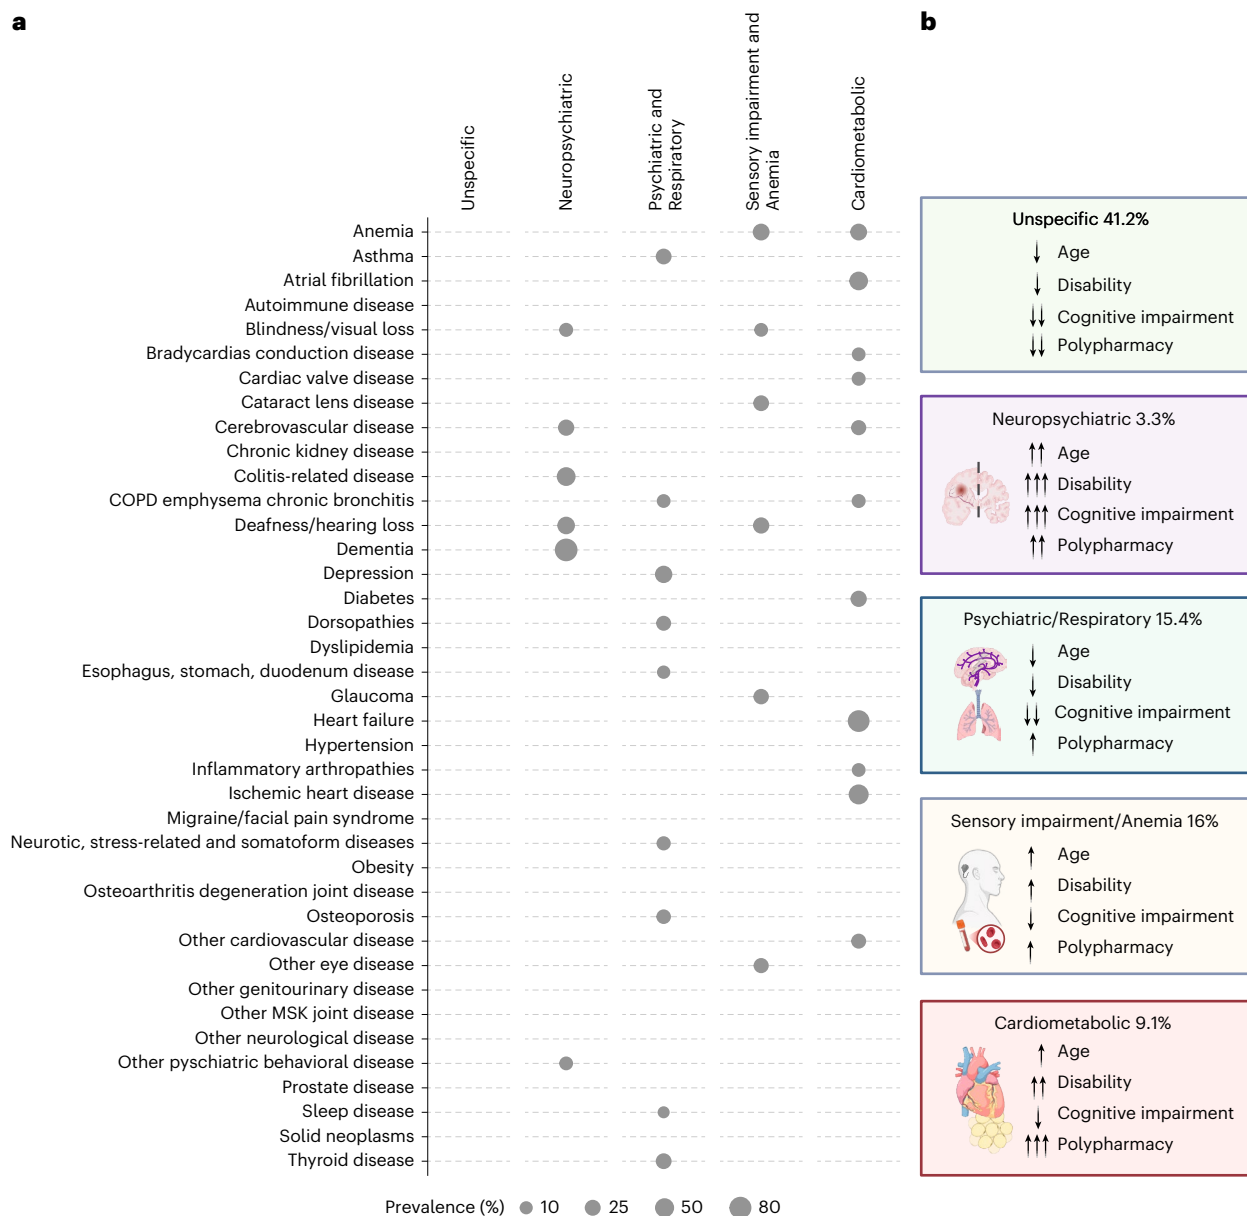 a
b
Unspecific
Neuropsychiatric
Psychiatric and
Respiratory
Sensory impairment and
Anemia
Cardiometabolic
Anemia
Asthma
Atrial fibrillation
Autoimmune disease
Blindness/visual loss
Bradycardias conduction disease
Cardiac valve disease
Cataract lens disease
Cerebrovascular disease
Chronic kidney disease
Colitis-related disease
COPD emphysema chronic bronchitis
Deafness/hearing loss
Dementia
Depression
Diabetes
Dorsopathies
Dyslipidemia
Esophagus, stomach, duodenum disease
Glaucoma
Heart failure
Hypertension
Inflammatory arthropathies
Ischemic heart disease
Migraine/facial pain syndrome
Neurotic, stress-related and somatoform diseases
Obesity
Osteoarthritis degeneration joint disease
Osteoporosis
Other cardiovascular disease
Other eye disease
Other genitourinary disease
Other MSK joint disease
Other neurological disease
Other pyschiatric behavioral disease
Prostate disease
Sleep disease
Solid neoplasms
Thyroid disease
Prevalence (%) 10 25 50 80
Unspecific 41.2%
↓ Age
↓ Disability
↓↓ Cognitive impairment
↓↓ Polypharmacy
Neuropsychiatric 3.3%
↑↑ Age
↑↑↑ Disability
↑↑↑ Cognitive impairment
↑↑ Polypharmacy
Psychiatric/Respiratory 15.4%
↓ Age
↓ Disability
↓↓ Cognitive impairment
↑ Polypharmacy
Sensory impairment/Anemia 16%
↑ Age
↑ Disability
↓ Cognitive impairment
↑ Polypharmacy
Cardiometabolic 9.1%
↑ Age
↑↑ Disability
↓ Cognitive impairment
↑↑↑ Polypharmacy